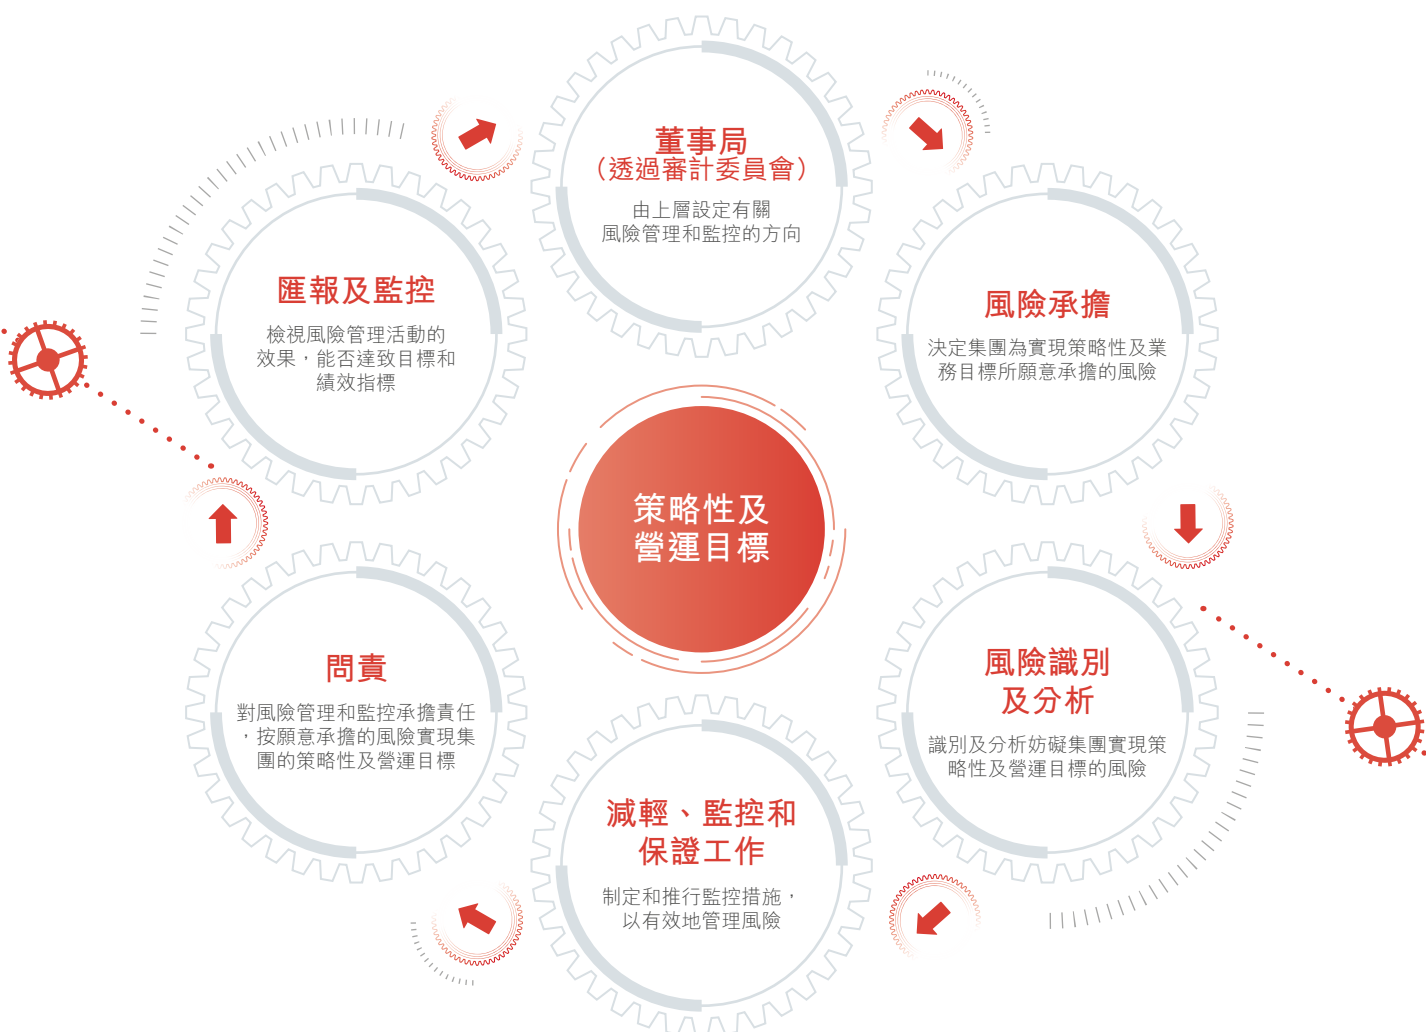 董事局
（透過審計委員會）
由上層設定有關
風險管理和監控的方向
風險承擔
決定集團為實現策略性及業
務目標所願意承擔的風險
風險識別
及分析
識別及分析妨礙集團實現策
略性及營運目標的風險
減輕、監控和
保證工作
制定和推行監控措施，
以有效地管理風險
問責
對風險管理和監控承擔責任
，按願意承擔的風險實現集
團的策略性及營運目標
匯報及監控
檢視風險管理活動的
效果，能否達致目標和
績效指標
策略性及
營運目標